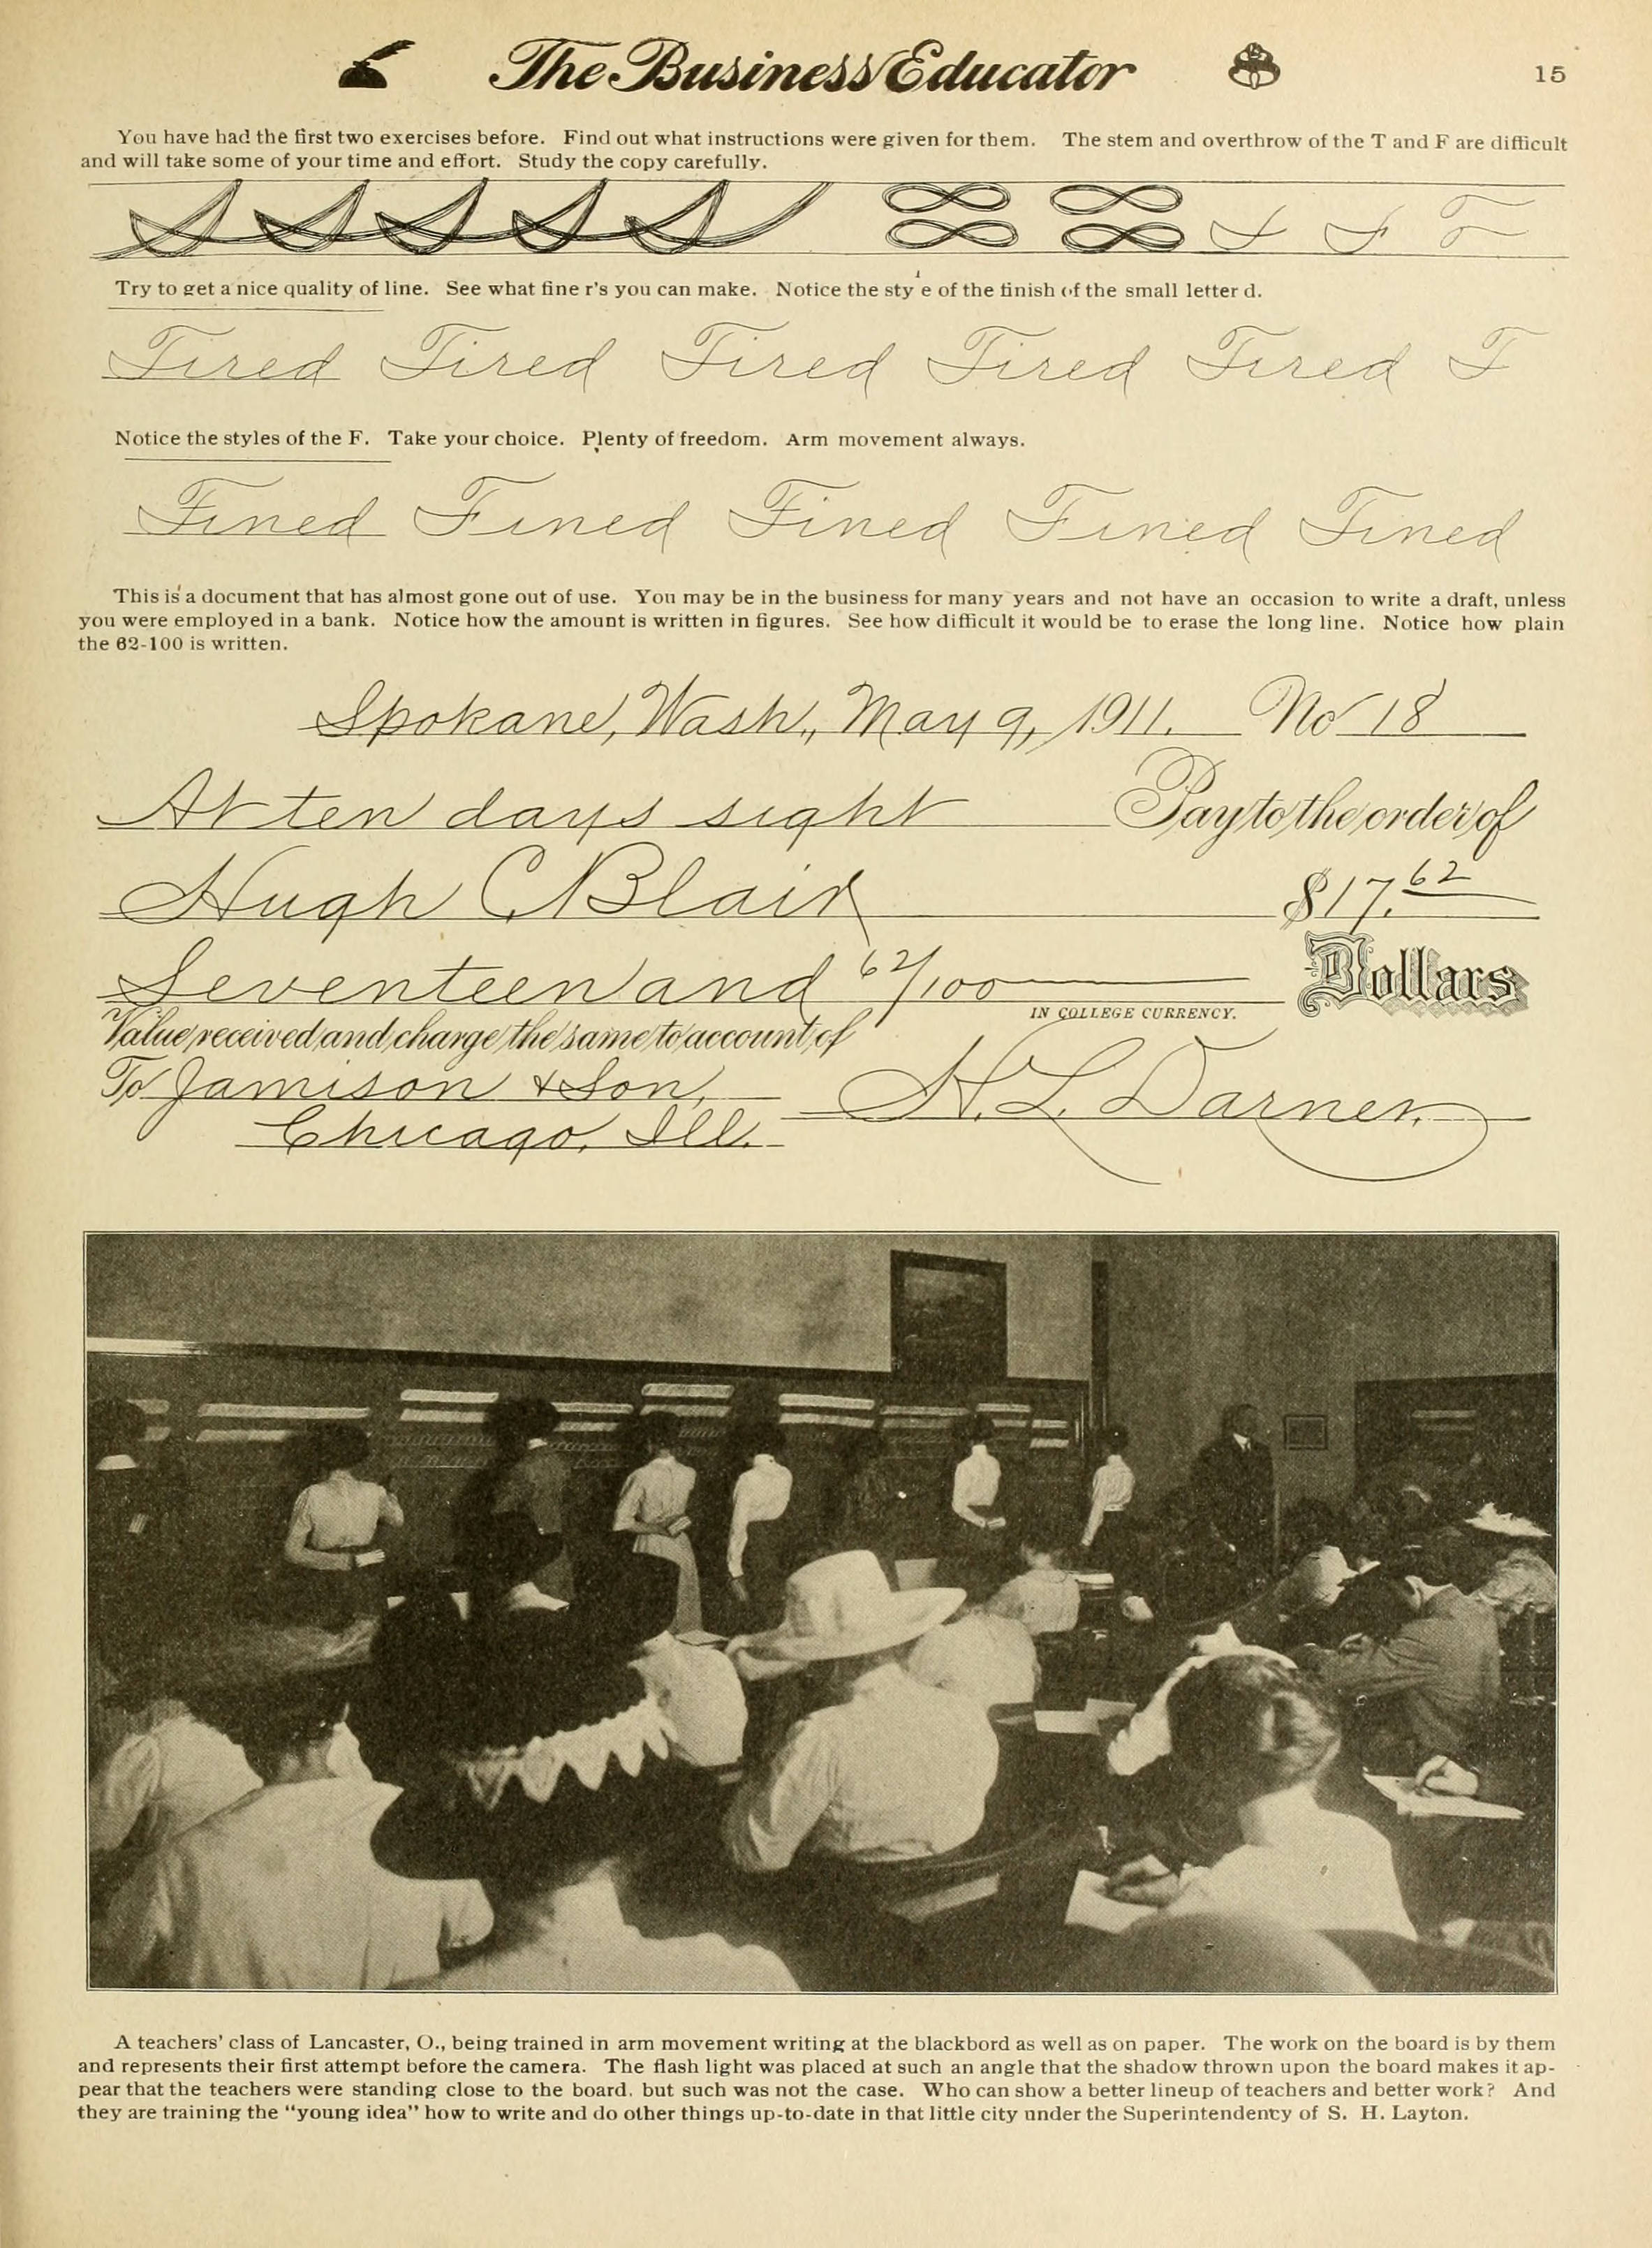 The Business Educator 15
You have had the first two exercises before. Find out what instructions were given for them. The stem and overthrow of the T and F are difficult
and will take some of your time and effort. Study the copy carefully.
Try to get a nice quality of line. See what fine r's you can make. Notice the sty e of the finish of the small letter d.
Tired Tired Tired Tired Tired T
Notice the styles of the F. Take your choice. Plenty of freedom. Arm movement always.
Fined Fined Fined Fined Fined
This is a document that has almost gone out of use. You may be in the business for many years and not have an occasion to write a draft, unless
you were employed in a bank. Notice how the amount is written in figures. See how difficult it would be to erase the long line. Notice how plain
the 62-100 is written.
Spokane, Wash., May 9, 1911. No 18
At ten days sight Pay to the order of
Hugh C Blair $17.62
Seventeen and 62/100 Dollars
IN COLLEGE CURRENCY.
Value received and charge the same to account of
To Jamison & Son, H. L. Darner.
Chicago, Ill.
A teachers' class of Lancaster, O., being trained in arm movement writing at the blackbord as well as on paper. The work on the board is by them
and represents their first attempt before the camera. The flash light was placed at such an angle that the shadow thrown upon the board makes it ap-
pear that the teachers were standing close to the board, but such was not the case. Who can show a better lineup of teachers and better work? And
they are training the "young idea" how to write and do other things up-to-date in that little city under the Superintendency of S. H. Layton.